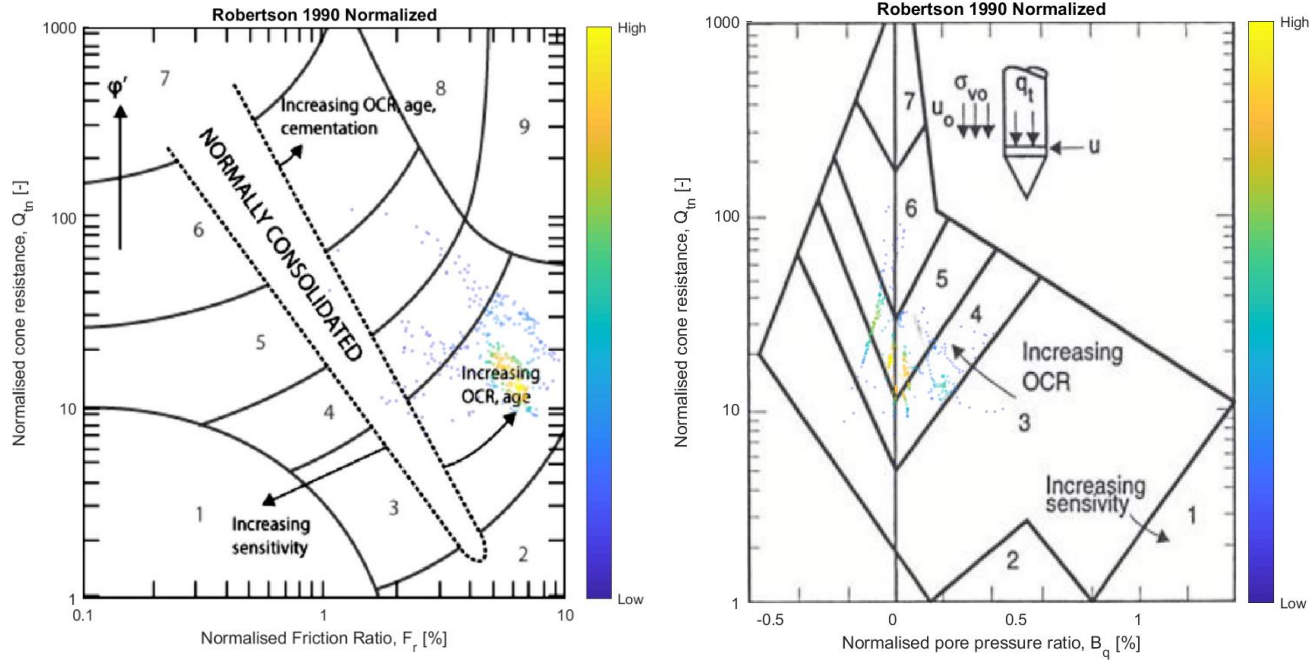 Robertson 1990 Normalized
1000
100
10
1
0.1
1
10
Normalised cone resistance, Qtn [-]
Normalised Friction Ratio, Fr [%]
φ'
7
8
9
Increasing OCR, age,
cementation
NORMALLY CONSOLIDATED
6
5
4
Increasing
OCR, age
1
3
Increasing
sensitivity
2
High
Low
Robertson 1990 Normalized
1000
100
10
1
-0.5
0
0.5
1
Normalised cone resistance, Qtn [-]
Normalised pore pressure ratio, Bq [%]
σvo
qt
uo
u
7
6
5
4
Increasing
OCR
3
Increasing
sensivity
1
2
High
Low